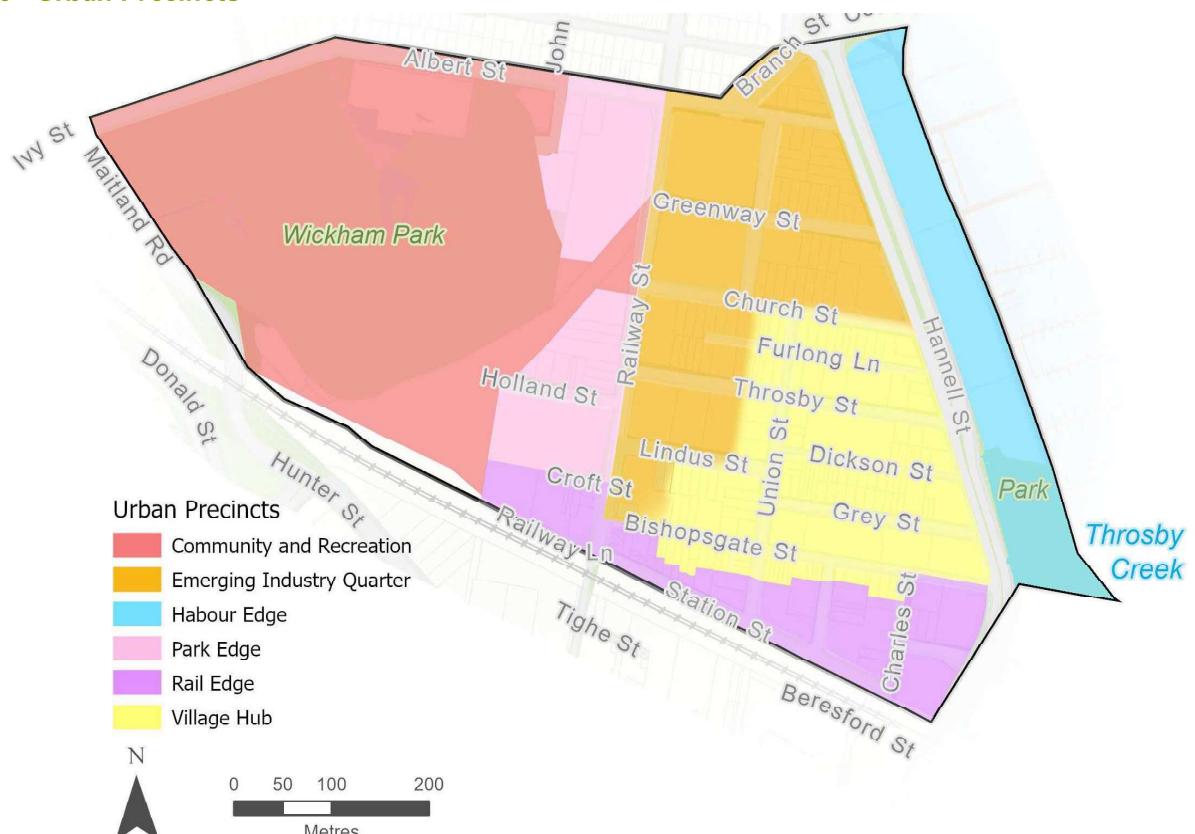 Urban Precincts
Albert St
John
Branch St
Ivy St
Maitland Rd
Wickham Park
Greenway St
Railway St
Church St
Hannell St
Furlong Ln
Holland St
Throsby St
Donald St
Hunter St
Lindus St
Union St
Dickson St
Croft St
Grey St
Park
Bishopsgate St
Railway Ln
Throsby
Creek
Station St
Charles St
Tighe St
Beresford St
Urban Precincts
Community and Recreation
Emerging Industry Quarter
Habour Edge
Park Edge
Rail Edge
Village Hub
N
0 50 100 200
Metres